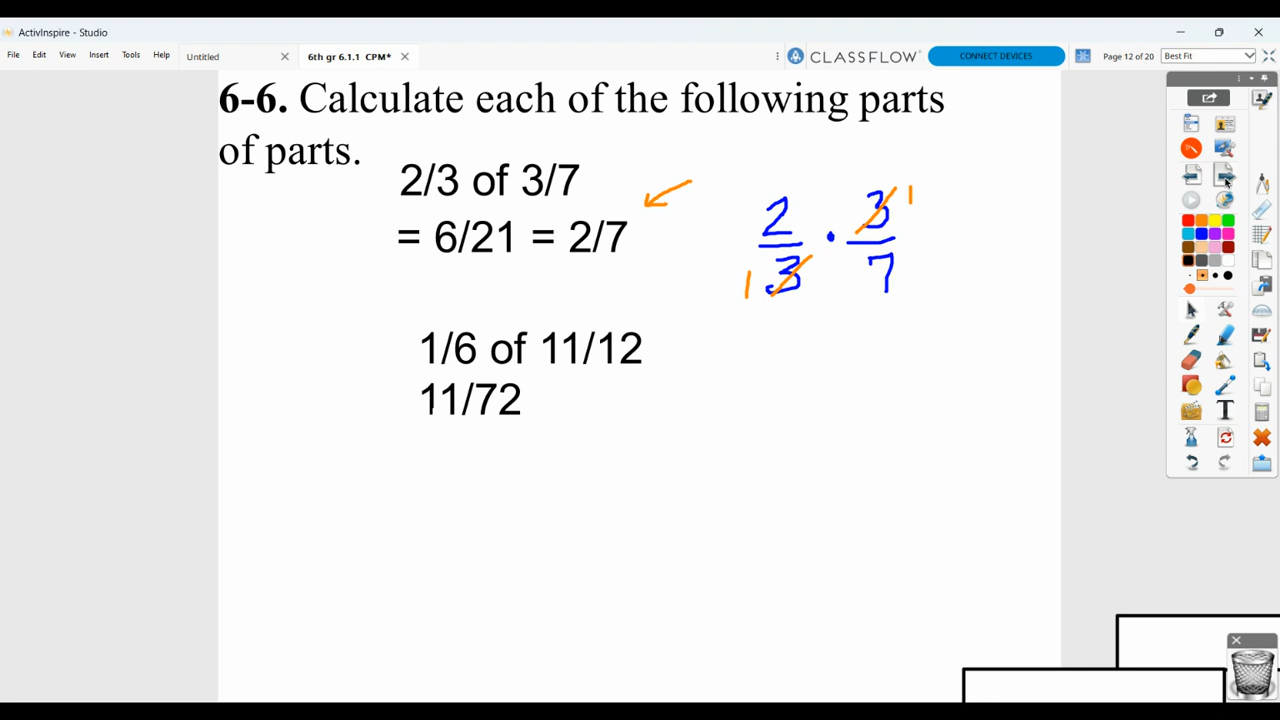 ActivInspire - Studio
File Edit View Insert Tools Help Untitled 6th gr 6.1.1 CPM* CLASSFLOW CONNECT DEVICES Page 12 of 20 Best Fit
6-6. Calculate each of the following parts
of parts.
2/3 of 3/7
= 6/21 = 2/7
2 · 3 1
1 3 7
1/6 of 11/12
11/72
T